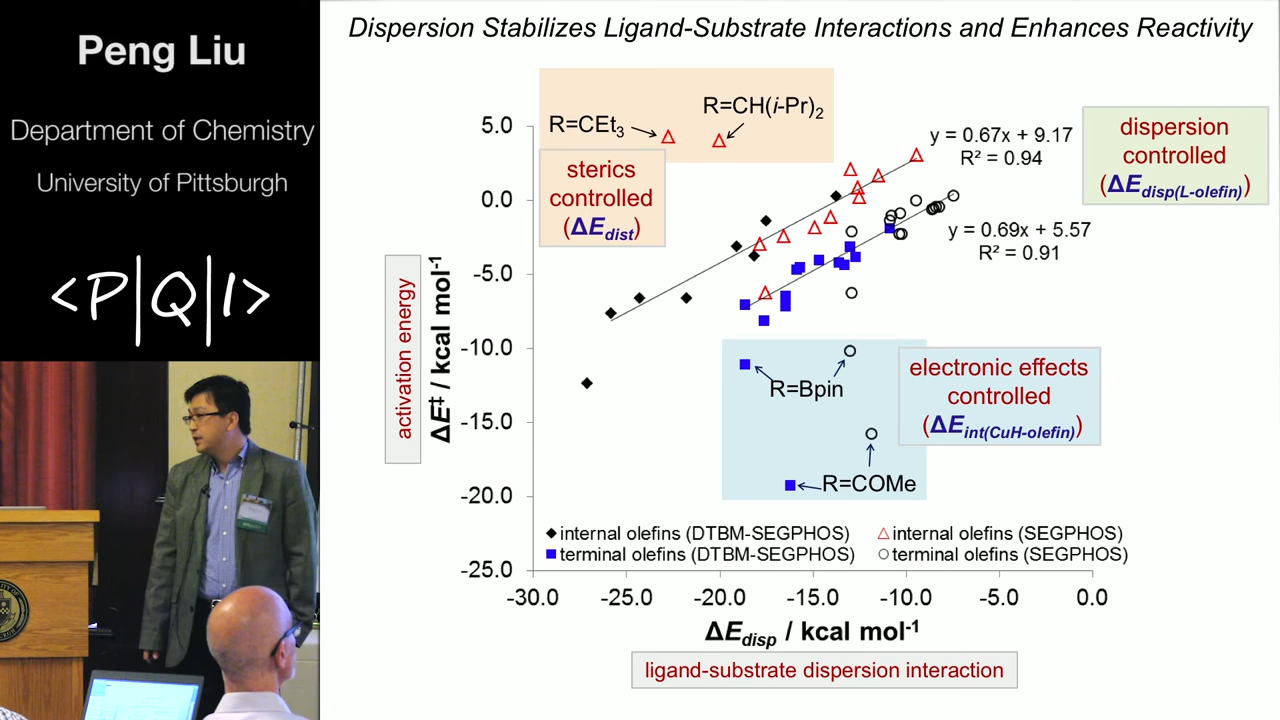 Peng Liu
Department of Chemistry
University of Pittsburgh
<P|Q|1>
Dispersion Stabilizes Ligand-Substrate Interactions and Enhances Reactivity
R=CH(i-Pr)₂
R=CEt₃
sterics
controlled
(ΔE_dist)
y = 0.67x + 9.17
R² = 0.94
dispersion
controlled
(ΔE_disp(L-olefin))
y = 0.69x + 5.57
R² = 0.91
activation energy
ΔE‡ / kcal mol⁻¹
5.0
0.0
-5.0
-10.0
-15.0
-20.0
-25.0
R=Bpin
R=COMe
electronic effects
controlled
(ΔE_int(CuH-olefin))
internal olefins (DTBM-SEGPHOS)
internal olefins (SEGPHOS)
terminal olefins (DTBM-SEGPHOS)
terminal olefins (SEGPHOS)
-30.0 -25.0 -20.0 -15.0 -10.0 -5.0 0.0
ΔE_disp / kcal mol⁻¹
ligand-substrate dispersion interaction